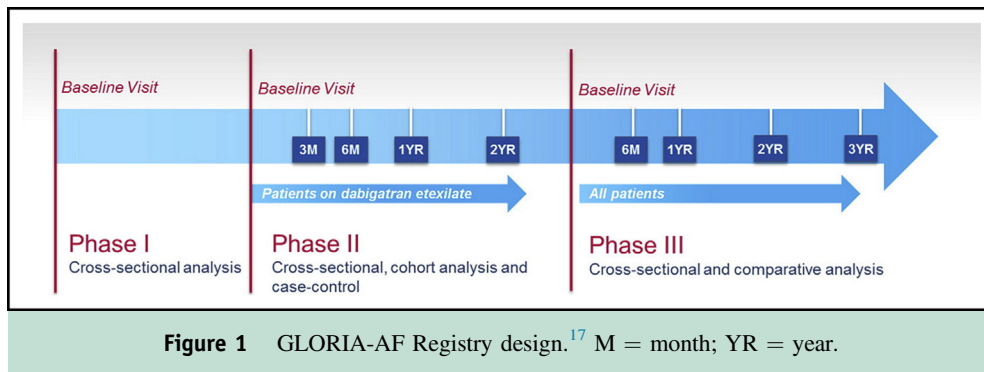 Baseline Visit
Baseline Visit
Baseline Visit
3M
6M
1YR
2YR
6M
1YR
2YR
3YR
Patients on dabigatran etexilate
All patients
Phase I
Cross-sectional analysis
Phase II
Cross-sectional, cohort analysis and
case-control
Phase III
Cross-sectional and comparative analysis
Figure 1 GLORIA-AF Registry design.17 M = month; YR = year.